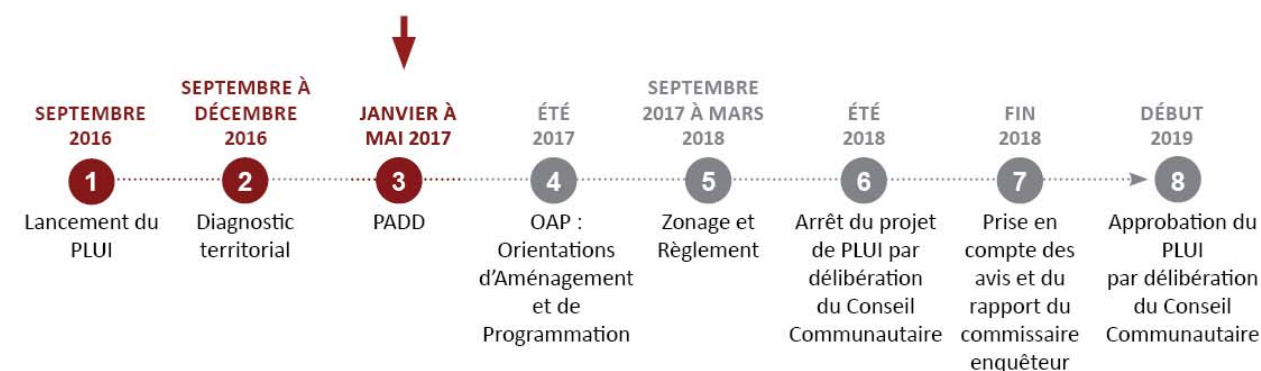 SEPTEMBRE
2016
1
Lancement du
PLUI
SEPTEMBRE À
DÉCEMBRE
2016
2
Diagnostic
territorial
JANVIER À
MAI 2017
3
PADD
ÉTÉ
2017
4
OAP :
Orientations
d'Aménagement
et de
Programmation
SEPTEMBRE
2017 À MARS
2018
5
Zonage et
Règlement
ÉTÉ
2018
6
Arrêt du projet
de PLUI par
délibération
du Conseil
Communautaire
FIN
2018
7
Prise en
compte des
avis et du
rapport du
commissaire
enquêteur
DÉBUT
2019
8
Approbation du
PLUI
par délibération
du Conseil
Communautaire